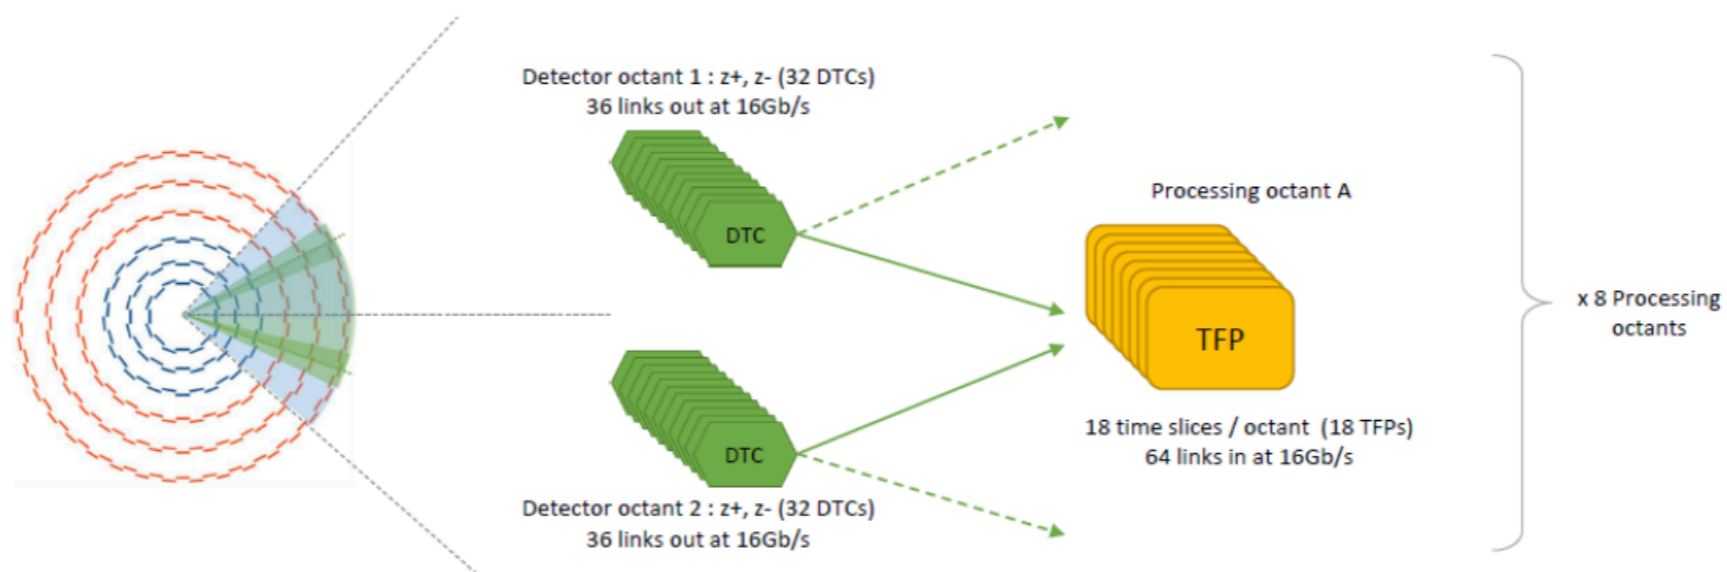 Detector octant 1 : z+, z- (32 DTCs)
36 links out at 16Gb/s
DTC
Processing octant A
TFP
18 time slices / octant (18 TFPs)
64 links in at 16Gb/s
x 8 Processing
octants
DTC
Detector octant 2 : z+, z- (32 DTCs)
36 links out at 16Gb/s